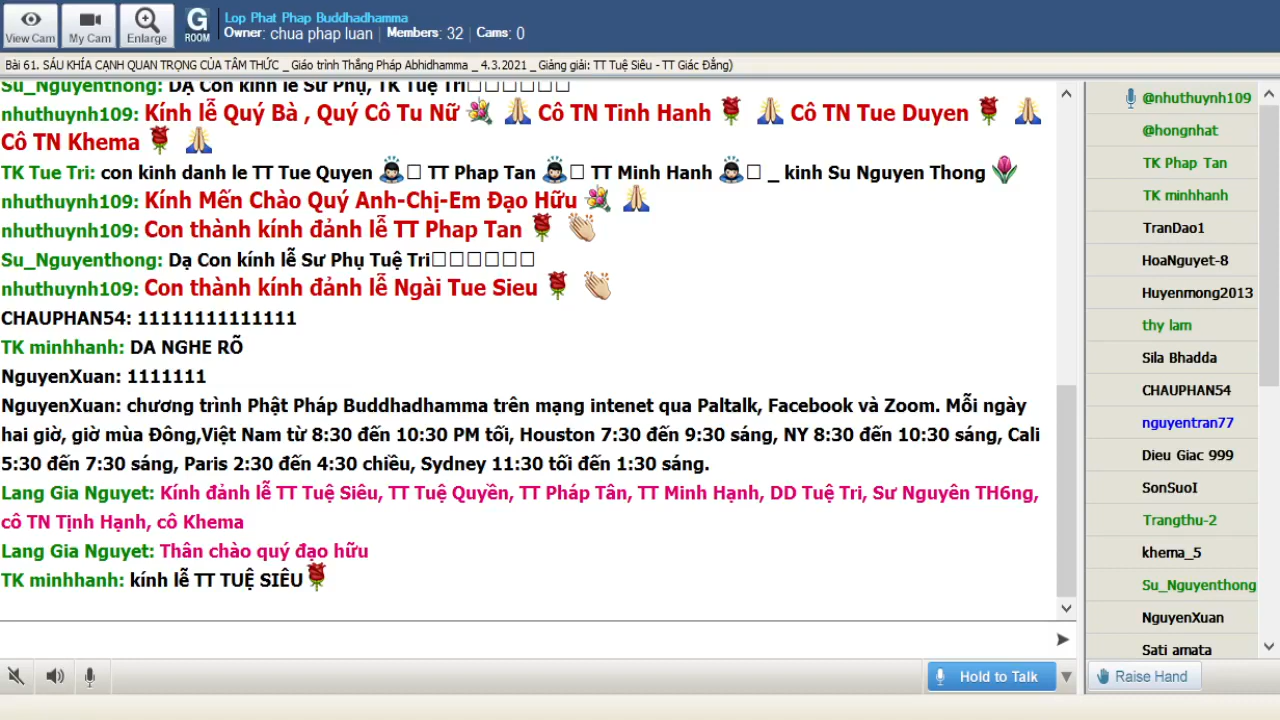 View Cam
My Cam
Enlarge
G
ROOM
Lop Phat Phap Buddhadhamma
Owner: chua phap luan Members: 32 Cams: 0
Bài 61. SÁU KHÍA CẠNH QUAN TRỌNG CỦA TÂM THỨC _ Giáo trình Thắng Pháp Abhidhamma _ 4.3.2021 _ Giảng giải: TT Tuệ Siêu - TT Giác Đẳng)
Su_Nguyenthong: DẠ Con kính lễ Sư Phụ, TK Tuệ Tri
nhuthuynh109: Kính lễ Quý Bà , Quý Cô Tu Nữ 💐 🙏 Cô TN Tinh Hanh 🌹 🙏 Cô TN Tue Duyen 🌹 🙏
Cô TN Khema 🌹 🙏
TK Tue Tri: con kinh danh le TT Tue Quyen 🙇 TT Phap Tan 🙇 TT Minh Hanh 🙇 _ kinh Su Nguyen Thong 🌷
nhuthuynh109: Kính Mến Chào Quý Anh-Chị-Em Đạo Hữu 💐 🙏
nhuthuynh109: Con thành kính đảnh lễ TT Phap Tan 🌹 👏
Su_Nguyenthong: Dạ Con kính lễ Sư Phụ Tuệ Tri
nhuthuynh109: Con thành kính đảnh lễ Ngài Tue Sieu 🌹 👏
CHAUPHAN54: 11111111111111
TK minhhanh: DA NGHE RÕ
NguyenXuan: 1111111
NguyenXuan: chương trình Phật Pháp Buddhadhamma trên mạng intenet qua Paltalk, Facebook và Zoom. Mỗi ngày
hai giờ, giờ mùa Đông,Việt Nam từ 8:30 đến 10:30 PM tối, Houston 7:30 đến 9:30 sáng, NY 8:30 đến 10:30 sáng, Cali
5:30 đến 7:30 sáng, Paris 2:30 đến 4:30 chiều, Sydney 11:30 tối đến 1:30 sáng.
Lang Gia Nguyet: Kính đảnh lễ TT Tuệ Siêu, TT Tuệ Quyền, TT Pháp Tân, TT Minh Hạnh, DD Tuệ Tri, Sư Nguyên TH6ng,
cô TN Tịnh Hạnh, cô Khema
Lang Gia Nguyet: Thân chào quý đạo hữu
TK minhhanh: kính lễ TT TUỆ SIÊU 🌹
Hold to Talk
@nhuthuynh109
@hongnhat
TK Phap Tan
TK minhhanh
TranDao1
HoaNguyet-8
Huyenmong2013
thy lam
Sila Bhadda
CHAUPHAN54
nguyentran77
Dieu Giac 999
SonSuoI
Trangthu-2
khema_5
Su_Nguyenthong
NguyenXuan
Sati amata
Raise Hand